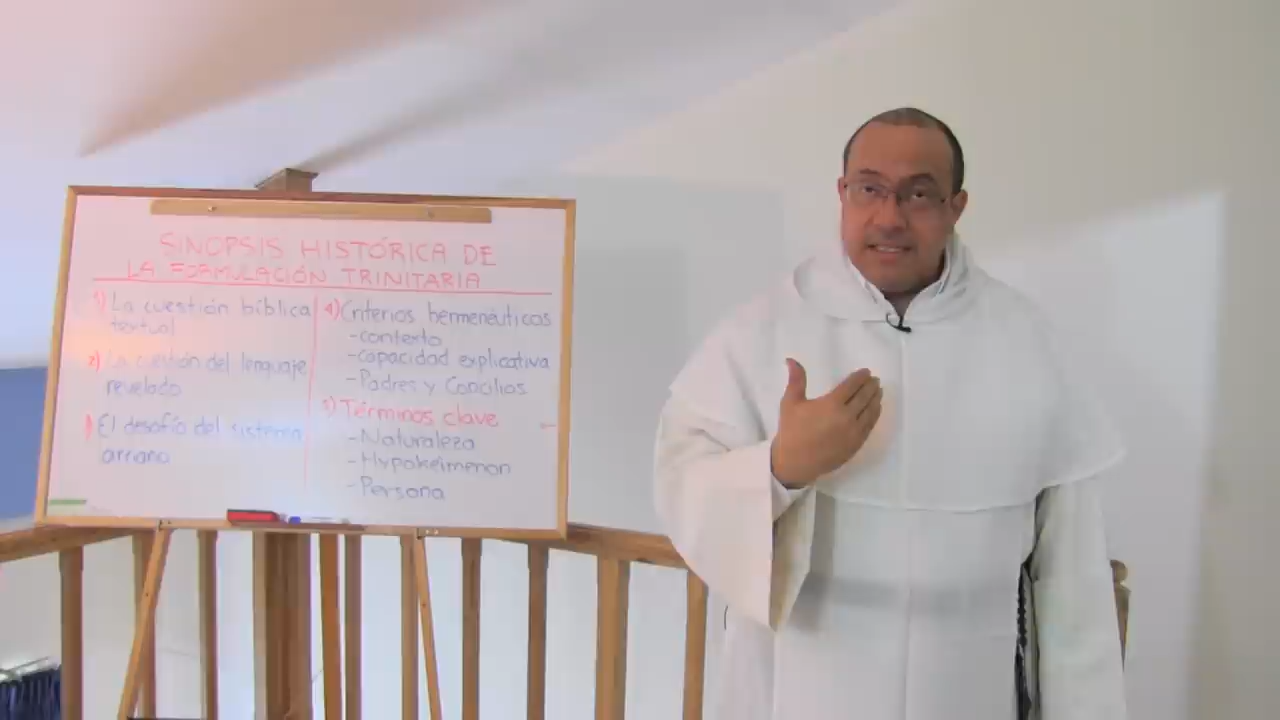 SINOPSIS HISTÓRICA DE
LA FORMULACIÓN TRINITARIA
1) La cuestión bíblica
textual
2) La cuestión del lenguaje
revelado
3) El desafío del sistema
arriano
4) Criterios hermenéuticos
-contexto
-capacidad explicativa
-Padres y Concilios
5) Términos clave
-Naturaleza
-Hypokeimenon
-Persona